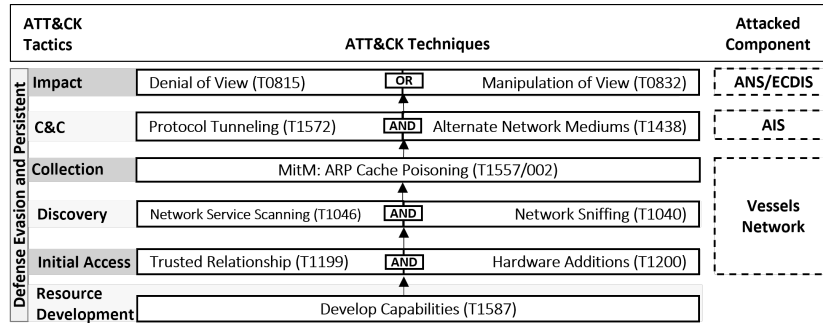 ATT&CK
Tactics
ATT&CK Techniques
Attacked
Component
Defense Evasion and Persistent
Impact
Denial of View (T0815)
OR
Manipulation of View (T0832)
ANS/ECDIS
C&C
Protocol Tunneling (T1572)
AND
Alternate Network Mediums (T1438)
AIS
Collection
MitM: ARP Cache Poisoning (T1557/002)
Discovery
Network Service Scanning (T1046)
AND
Network Sniffing (T1040)
Vessels
Network
Initial Access
Trusted Relationship (T1199)
AND
Hardware Additions (T1200)
Resource
Development
Develop Capabilities (T1587)